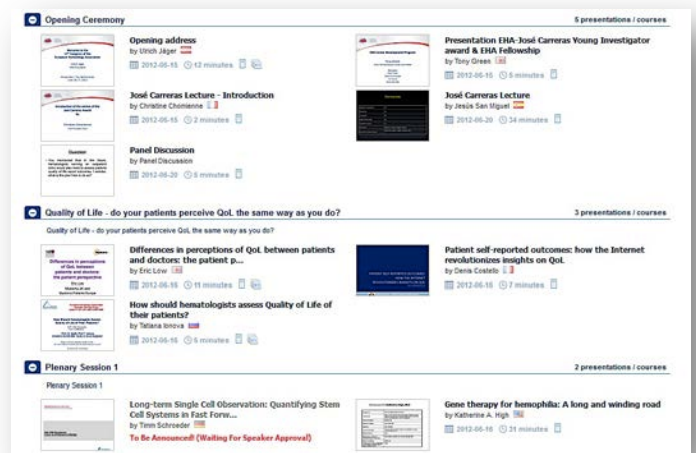 Opening Ceremony
5 presentations / courses
Opening address
by Ulrich Jäger
2012-06-15 12 minutes
Presentation EHA-José Carreras Young Investigator
award & EHA Fellowship
by Tony Green
2012-06-15 5 minutes
José Carreras Lecture - Introduction
by Christine Chomienne
2012-06-15 2 minutes
José Carreras Lecture
by Jesús San Miguel
2012-06-20 34 minutes
Panel Discussion
by Panel Discussion
2012-06-20 6 minutes
Quality of Life - do your patients perceive QoL the same way as you do?
3 presentations / courses
Quality of Life - do your patients perceive QoL the same way as you do?
Differences in perceptions of QoL between patients
and doctors: the patient p...
by Eric Low
2012-06-16 11 minutes
Patient self-reported outcomes: how the Internet
revolutionizes insights on QoL
by Denis Costello
2012-06-16 7 minutes
How should hematologists assess Quality of Life of
their patients?
by Tatiana Ionova
2012-06-16 5 minutes
Plenary Session 1
2 presentations / courses
Plenary Session 1
Long-term Single Cell Observation: Quantifying Stem
Cell Systems in Fast Forw...
by Timm Schroeder
To Be Announced! (Waiting For Speaker Approval)
Gene therapy for hemophilia: A long and winding road
by Katherine A. High
2012-06-16 31 minutes